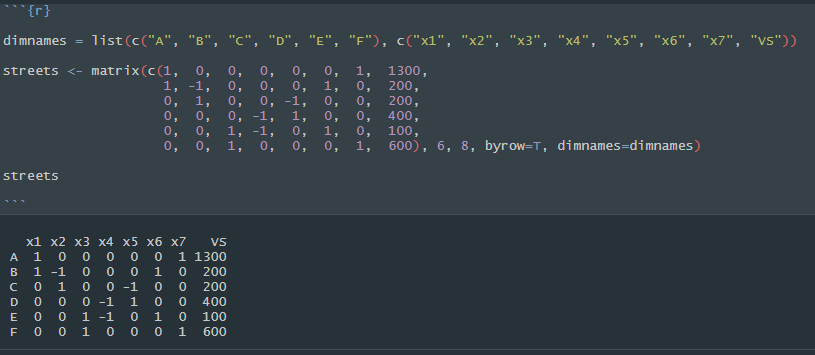 ```{r}
dimnames = list(c("A", "B", "C", "D", "E", "F"), c("x1", "x2", "x3", "x4", "x5", "x6", "x7", "VS"))
streets <- matrix(c(1, 0, 0, 0, 0, 0, 1, 1300,
1, -1, 0, 0, 0, 1, 0, 200,
0, 1, 0, 0, -1, 0, 0, 200,
0, 0, 0, -1, 1, 0, 0, 400,
0, 0, 1, -1, 0, 1, 0, 100,
0, 0, 1, 0, 0, 0, 1, 600), 6, 8, byrow=T, dimnames=dimnames)
streets
```
x1 x2 x3 x4 x5 x6 x7 VS
A 1 0 0 0 0 0 1 1300
B 1 -1 0 0 0 1 0 200
C 0 1 0 0 -1 0 0 200
D 0 0 0 -1 1 0 0 400
E 0 0 1 -1 0 1 0 100
F 0 0 1 0 0 0 1 600